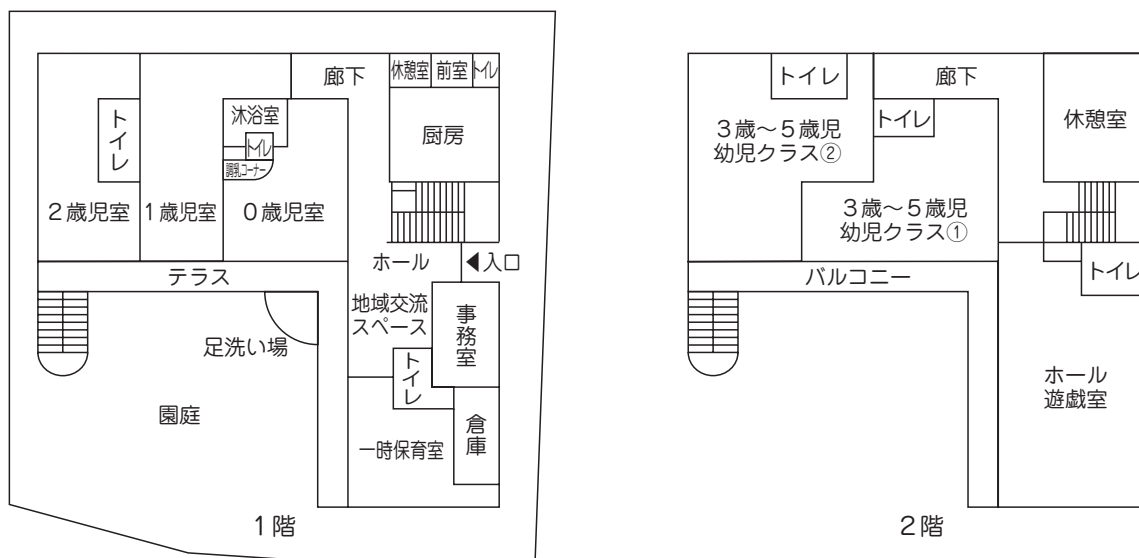 廊下
休憩室
前室
トイレ
沐浴室
トイレ
調乳コーナー
トイレ
厨房
2歳児室
1歳児室
0歳児室
ホール
◀入口
テラス
地域交流
スペース
事務室
足洗い場
トイレ
園庭
一時保育室
倉庫
1階
トイレ
廊下
3歳〜5歳児
幼児クラス②
トイレ
休憩室
3歳〜5歳児
幼児クラス①
バルコニー
トイレ
ホール
遊戯室
2階